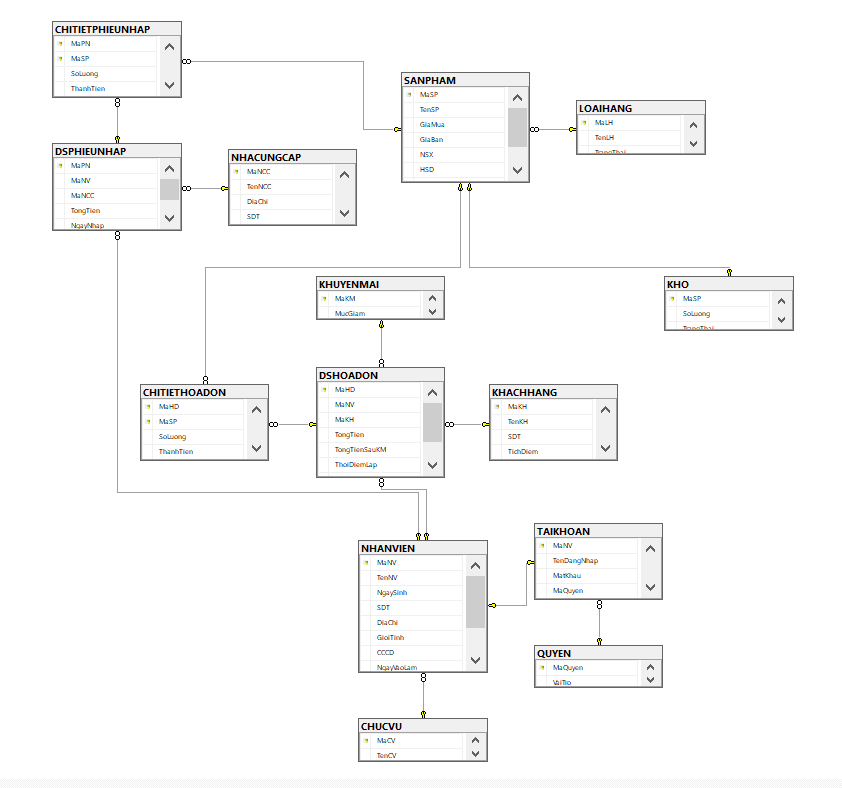 CHITIETPHIEUNHAP
MaPN
MaSP
SoLuong
ThanhTien
SANPHAM
MaSP
TenSP
GiaMua
GiaBan
NSX
HSD
LOAIHANG
MaLH
TenLH
TrangThai
DSPHIEUNHAP
MaPN
MaNV
MaNCC
TongTien
NgayNhap
NHACUNGCAP
MaNCC
TenNCC
DiaChi
SDT
KHUYENMAI
MaKM
MucGiam
KHO
MaSP
SoLuong
TrangThai
CHITIETHOADON
MaHD
MaSP
SoLuong
ThanhTien
DSHOADON
MaHD
MaNV
MaKH
TongTien
TongTienSauKM
ThoiDiemLap
KHACHHANG
MaKH
TenKH
SDT
TichDiem
NHANVIEN
MaNV
TenNV
NgaySinh
SDT
DiaChi
GioiTinh
CCCD
NgayVaoLam
TAIKHOAN
MaNV
TenDangNhap
MatKhau
MaQuyen
QUYEN
MaQuyen
VaiTro
CHUCVU
MaCV
TenCV